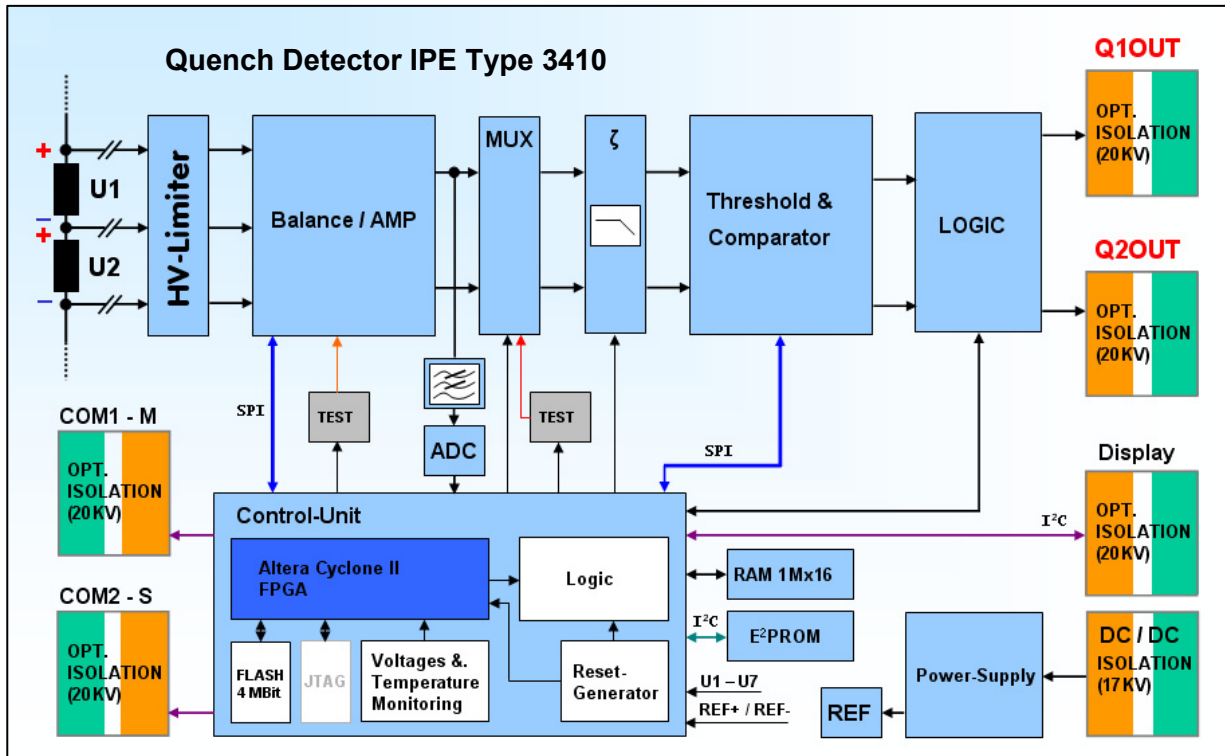 Quench Detector IPE Type 3410
Q1OUT
OPT.
ISOLATION
(20KV)
+
U1
–
+
U2
–
HV-Limiter
Balance / AMP
MUX
ζ
Threshold &
Comparator
LOGIC
Q2OUT
OPT.
ISOLATION
(20KV)
SPI
TEST
ADC
TEST
SPI
COM1 - M
OPT.
ISOLATION
(20KV)
Display
OPT.
ISOLATION
(20KV)
I²C
Control-Unit
Altera Cyclone II
FPGA
Logic
RAM 1Mx16
I²C
E²PROM
COM2 - S
OPT.
ISOLATION
(20KV)
FLASH
4 MBit
JTAG
Voltages &.
Temperature
Monitoring
Reset-
Generator
U1 – U7
REF+ / REF-
REF
Power-Supply
DC / DC
ISOLATION
(17KV)